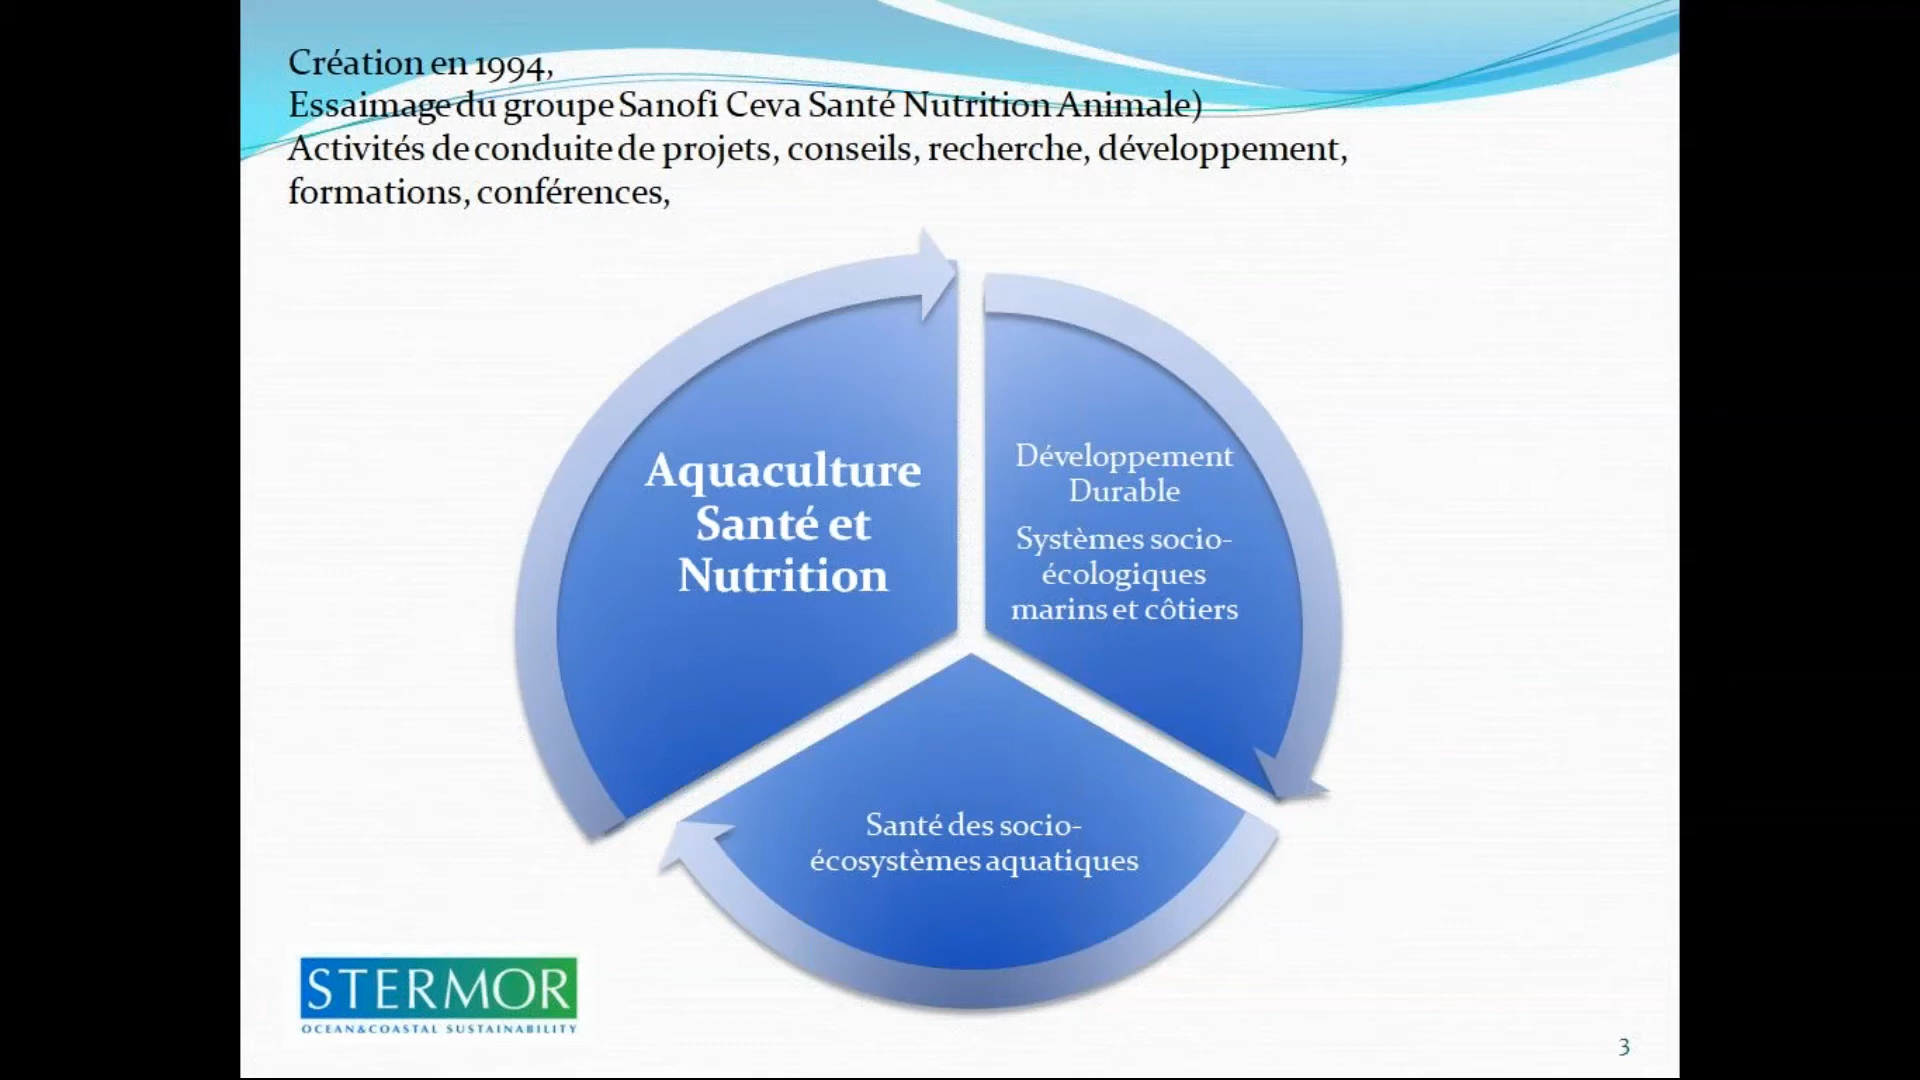 Création en 1994,
Essaimage du groupe Sanofi Ceva Santé Nutrition Animale)
Activités de conduite de projets, conseils, recherche, développement,
formations, conférences,
Aquaculture
Santé et
Nutrition
Développement
Durable
Systèmes socio-
écologiques
marins et côtiers
Santé des socio-
écosystèmes aquatiques
STERMOR
OCEAN&COASTAL SUSTAINABILITY
3